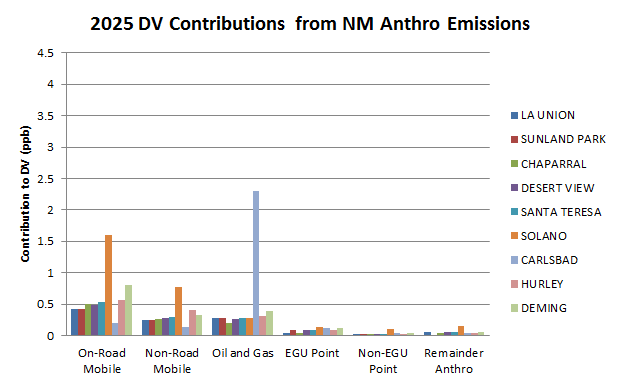 2025 DV Contributions from NM Anthro Emissions
4.5
4
3.5
3
2.5
2
1.5
1
0.5
0
Contribution to DV (ppb)
On-Road
Mobile
Non-Road
Mobile
Oil and Gas
EGU Point
Non-EGU
Point
Remainder
Anthro
LA UNION
SUNLAND PARK
CHAPARRAL
DESERT VIEW
SANTA TERESA
SOLANO
CARLSBAD
HURLEY
DEMING